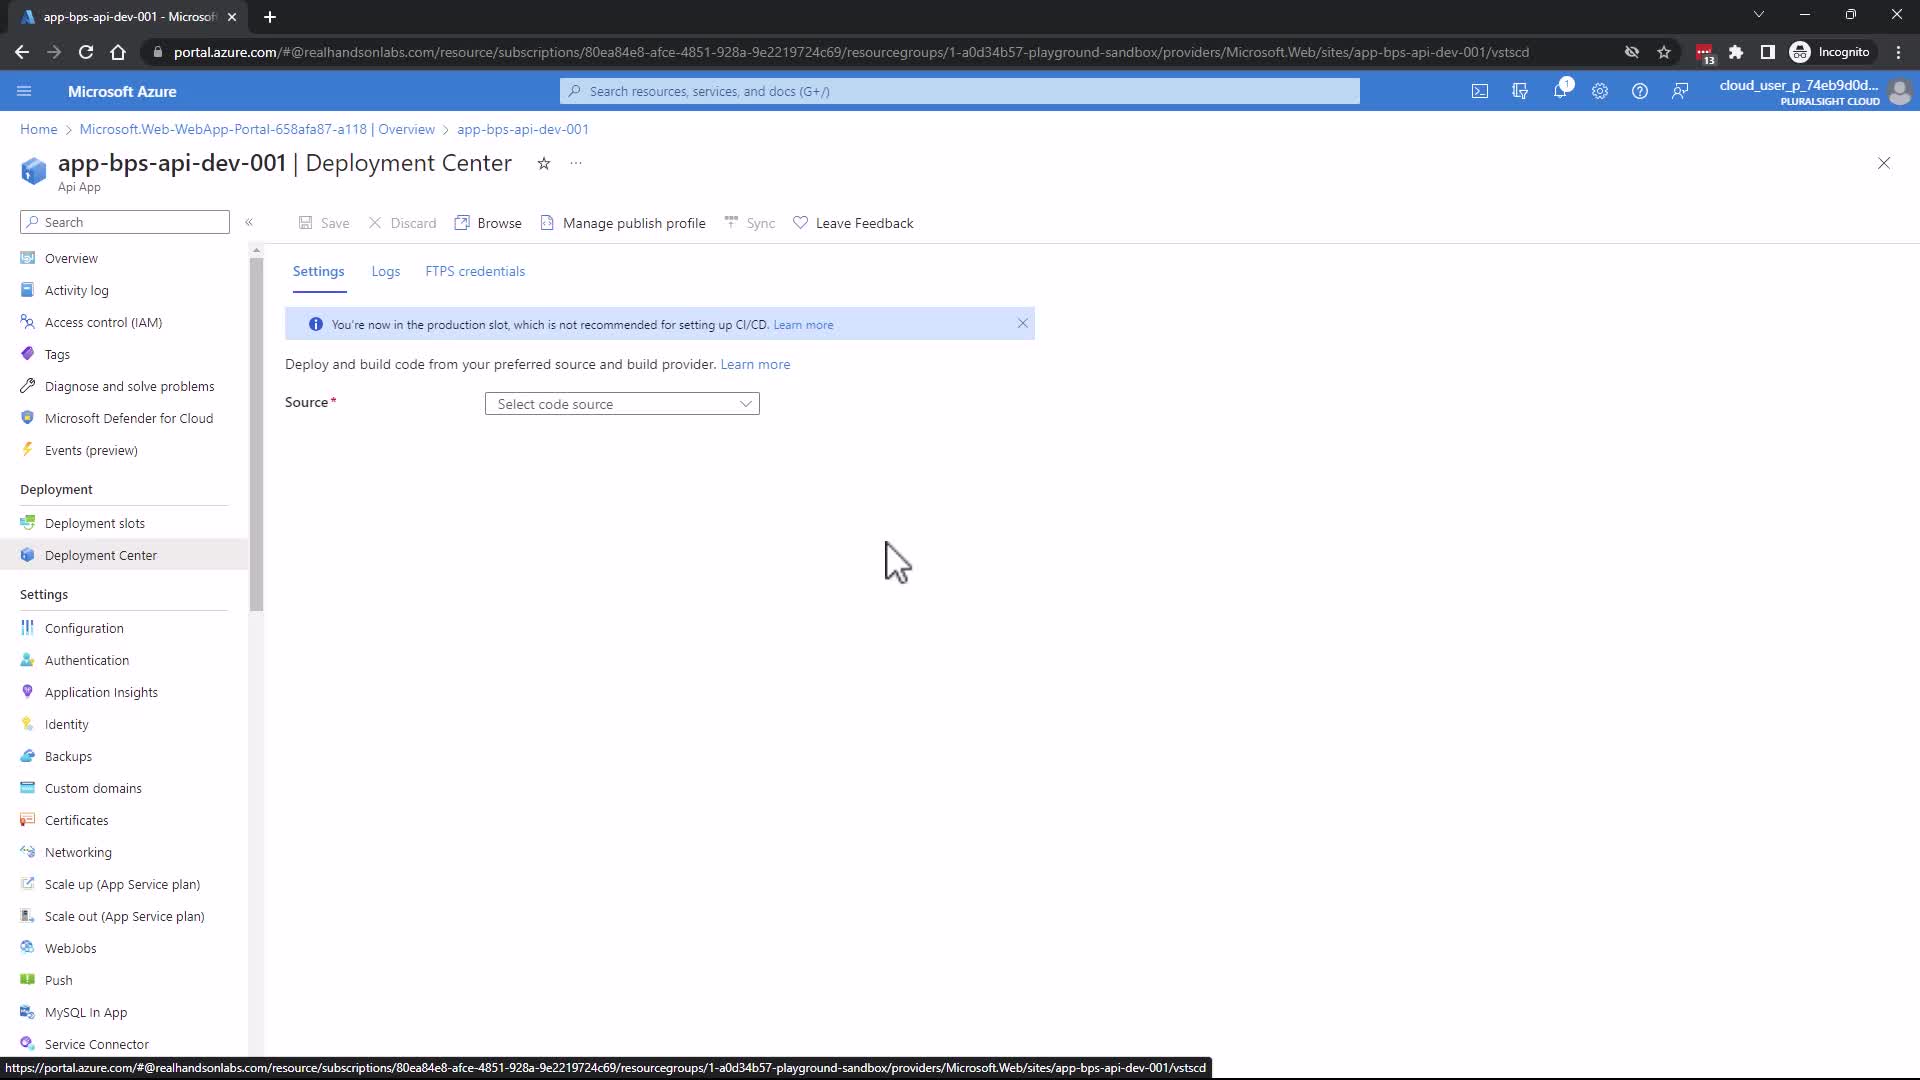 app-bps-api-dev-001 - Microsoft
portal.azure.com/#@realhandsonlabs.com/resource/subscriptions/80ea84e8-afce-4851-928a-9e2219724c69/resourcegroups/1-a0d34b57-playground-sandbox/providers/Microsoft.Web/sites/app-bps-api-dev-001/vstscd
13
Incognito
Microsoft Azure
Search resources, services, and docs (G+/)
1
cloud_user_p_74eb9d0d...
PLURALSIGHT CLOUD
Home > Microsoft.Web-WebApp-Portal-658afa87-a118 | Overview > app-bps-api-dev-001
app-bps-api-dev-001 | Deployment Center
Api App
Search
Save
Discard
Browse
Manage publish profile
Sync
Leave Feedback
Overview
Activity log
Access control (IAM)
Tags
Diagnose and solve problems
Microsoft Defender for Cloud
Events (preview)
Deployment
Deployment slots
Deployment Center
Settings
Configuration
Authentication
Application Insights
Identity
Backups
Custom domains
Certificates
Networking
Scale up (App Service plan)
Scale out (App Service plan)
WebJobs
Push
MySQL In App
Service Connector
Settings
Logs
FTPS credentials
You're now in the production slot, which is not recommended for setting up CI/CD. Learn more
Deploy and build code from your preferred source and build provider. Learn more
Source*
Select code source
https://portal.azure.com/#@realhandsonlabs.com/resource/subscriptions/80ea84e8-afce-4851-928a-9e2219724c69/resourcegroups/1-a0d34b57-playground-sandbox/providers/Microsoft.Web/sites/app-bps-api-dev-001/vstscd